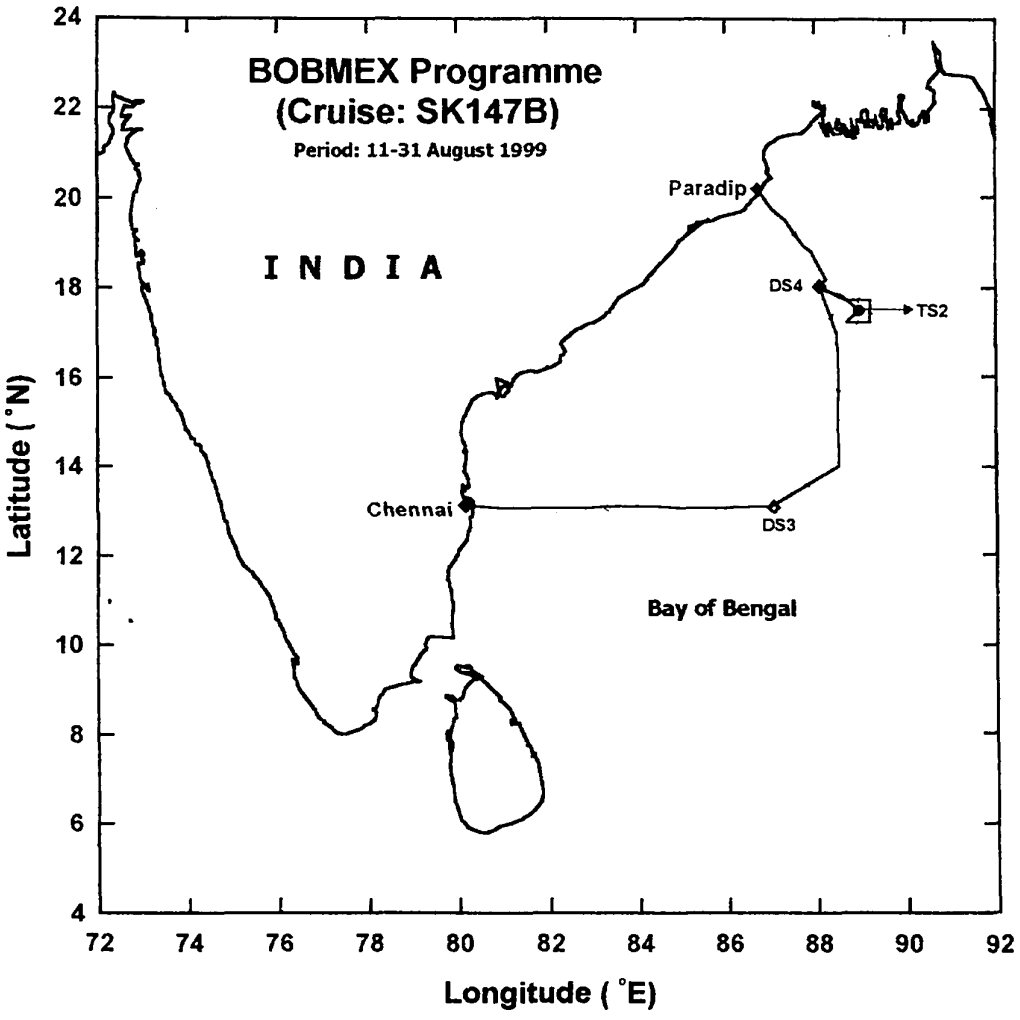 BOBMEX Programme
(Cruise: SK147B)
Period: 11-31 August 1999
INDIA
Paradip
DS4
TS2
Chennai
DS3
Bay of Bengal
Latitude (°N)
24
22
20
18
16
14
12
10
8
6
4
72 74 76 78 80 82 84 86 88 90 92
Longitude (°E)